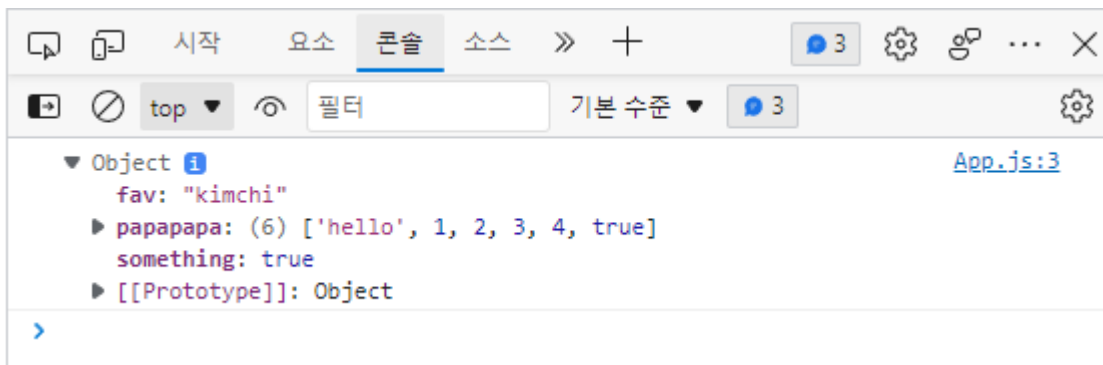 시작 요소 콘솔 소스 3
top 필터 기본 수준 3
Object i App.js:3
fav: "kimchi"
papapapa: (6) ['hello', 1, 2, 3, 4, true]
something: true
[[Prototype]]: Object